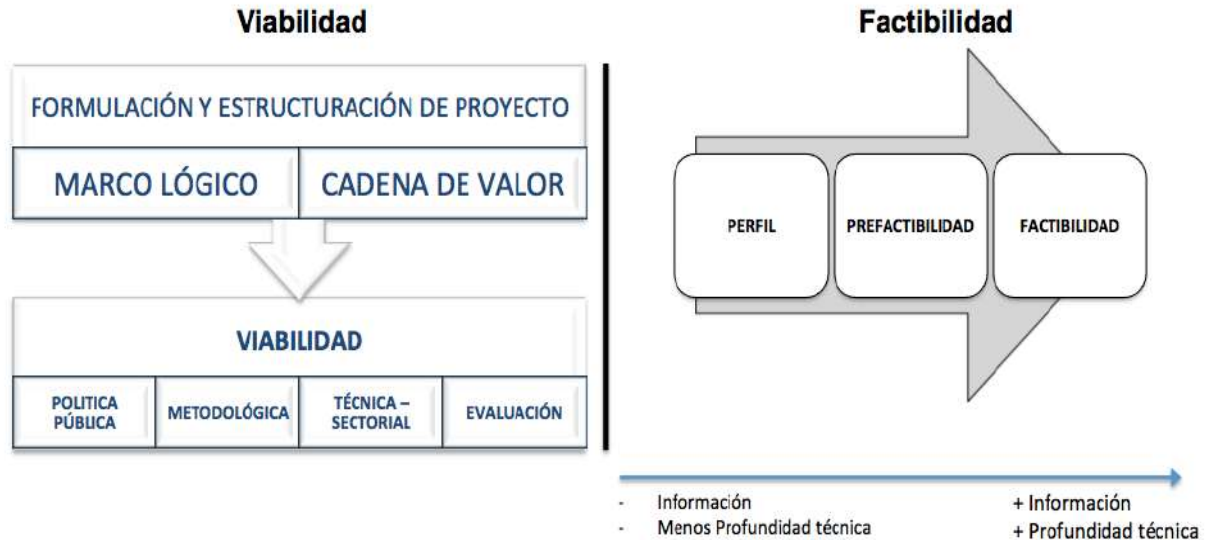 Viabilidad
FORMULACIÓN Y ESTRUCTURACIÓN DE PROYECTO
MARCO LÓGICO
CADENA DE VALOR
VIABILIDAD
POLITICA
PÚBLICA
METODOLÓGICA
TÉCNICA –
SECTORIAL
EVALUACIÓN
Factibilidad
PERFIL
PREFACTIBILIDAD
FACTIBILIDAD
- Información
- Menos Profundidad técnica
+ Información
+ Profundidad técnica